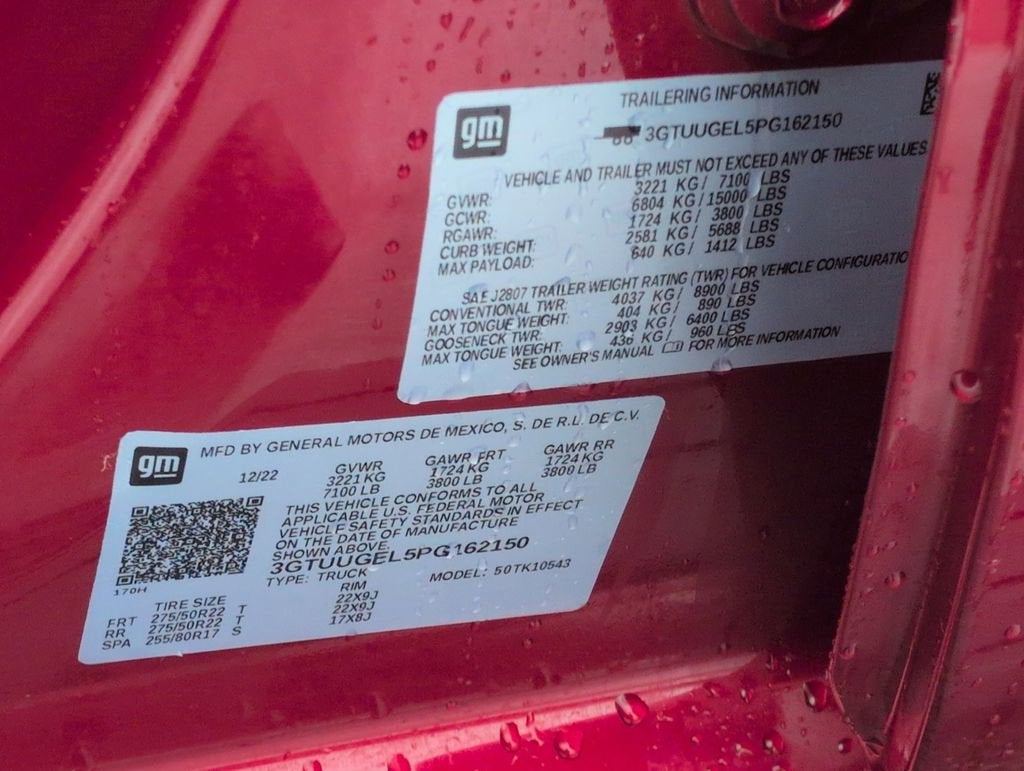 gm
TRAILERING INFORMATION
3GTUUGEL5PG162150
VEHICLE AND TRAILER MUST NOT EXCEED ANY OF THESE VALUES
GVWR: 3221 KG/ 7100 LBS
GCWR: 6804 KG/15000 LBS
RGAWR: 1724 KG/ 3800 LBS
CURB WEIGHT: 2581 KG/ 5688 LBS
MAX PAYLOAD: 640 KG/ 1412 LBS
SAE J2807 TRAILER WEIGHT RATING (TWR) FOR VEHICLE CONFIGURATIO
CONVENTIONAL TWR: 4037 KG/ 8900 LBS
MAX TONGUE WEIGHT: 404 KG/ 890 LBS
GOOSENECK TWR: 2903 KG/ 6400 LBS
MAX TONGUE WEIGHT: 436 KG/ 960 LBS
SEE OWNER'S MANUAL FOR MORE INFORMATION
gm
MFD BY GENERAL MOTORS DE MEXICO, S. DE R.L. DE C.V.
12/22 GVWR GAWR FRT GAWR RR
3221 KG 1724 KG 1724 KG
7100 LB 3800 LB 3800 LB
THIS VEHICLE CONFORMS TO ALL
APPLICABLE U.S. FEDERAL MOTOR
VEHICLE SAFETY STANDARDS IN EFFECT
ON THE DATE OF MANUFACTURE
SHOWN ABOVE.
3GTUUGEL5PG162150
TYPE: TRUCK MODEL: 50TK10543
170H
TIRE SIZE RIM
FRT 275/50R22 T 22X9J
RR 275/50R22 T 22X9J
SPA 255/80R17 S 17X8J